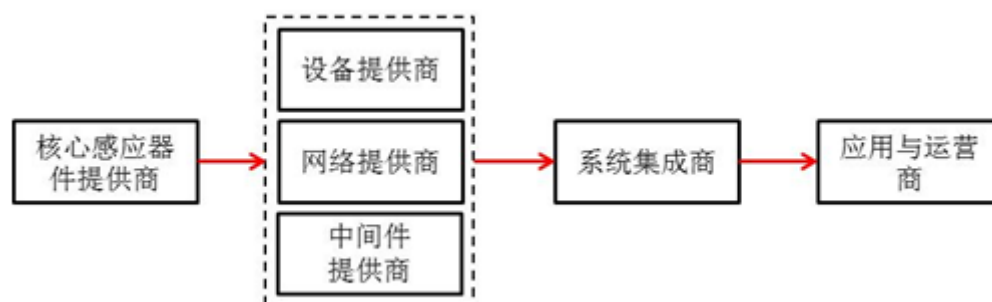 核心感应器
件提供商
设备提供商
网络提供商
中间件
提供商
系统集成商
应用与运营
商